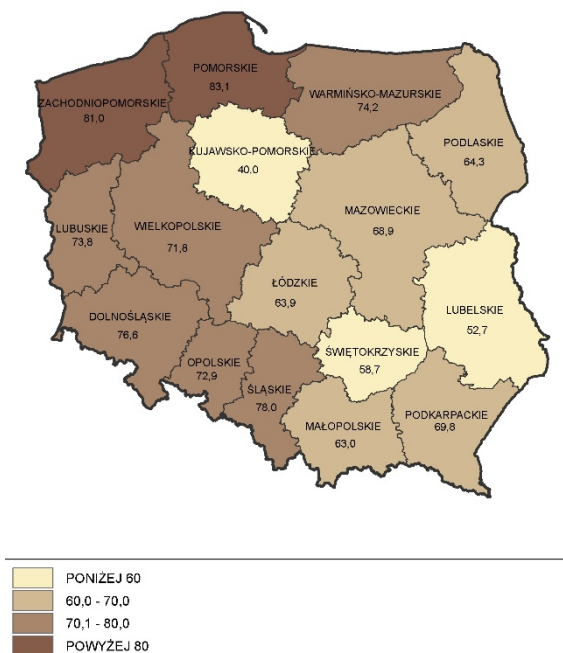 POMORSKIE
83,1
ZACHODNIOPOMORSKIE
81,0
WARMIŃSKO-MAZURSKIE
74,2
PODLASKIE
64,3
KUJAWSKO-POMORSKIE
40,0
MAZOWIECKIE
68,9
LUBUSKIE
73,8
WIELKOPOLSKIE
71,8
ŁÓDZKIE
63,9
LUBELSKIE
52,7
DOLNOŚLĄSKIE
76,6
OPOLSKIE
72,9
ŚLĄSKIE
78,0
ŚWIĘTOKRZYSKIE
58,7
MAŁOPOLSKIE
63,0
PODKARPACKIE
69,8
PONIŻEJ 60
60,0 - 70,0
70,1 - 80,0
POWYŻEJ 80